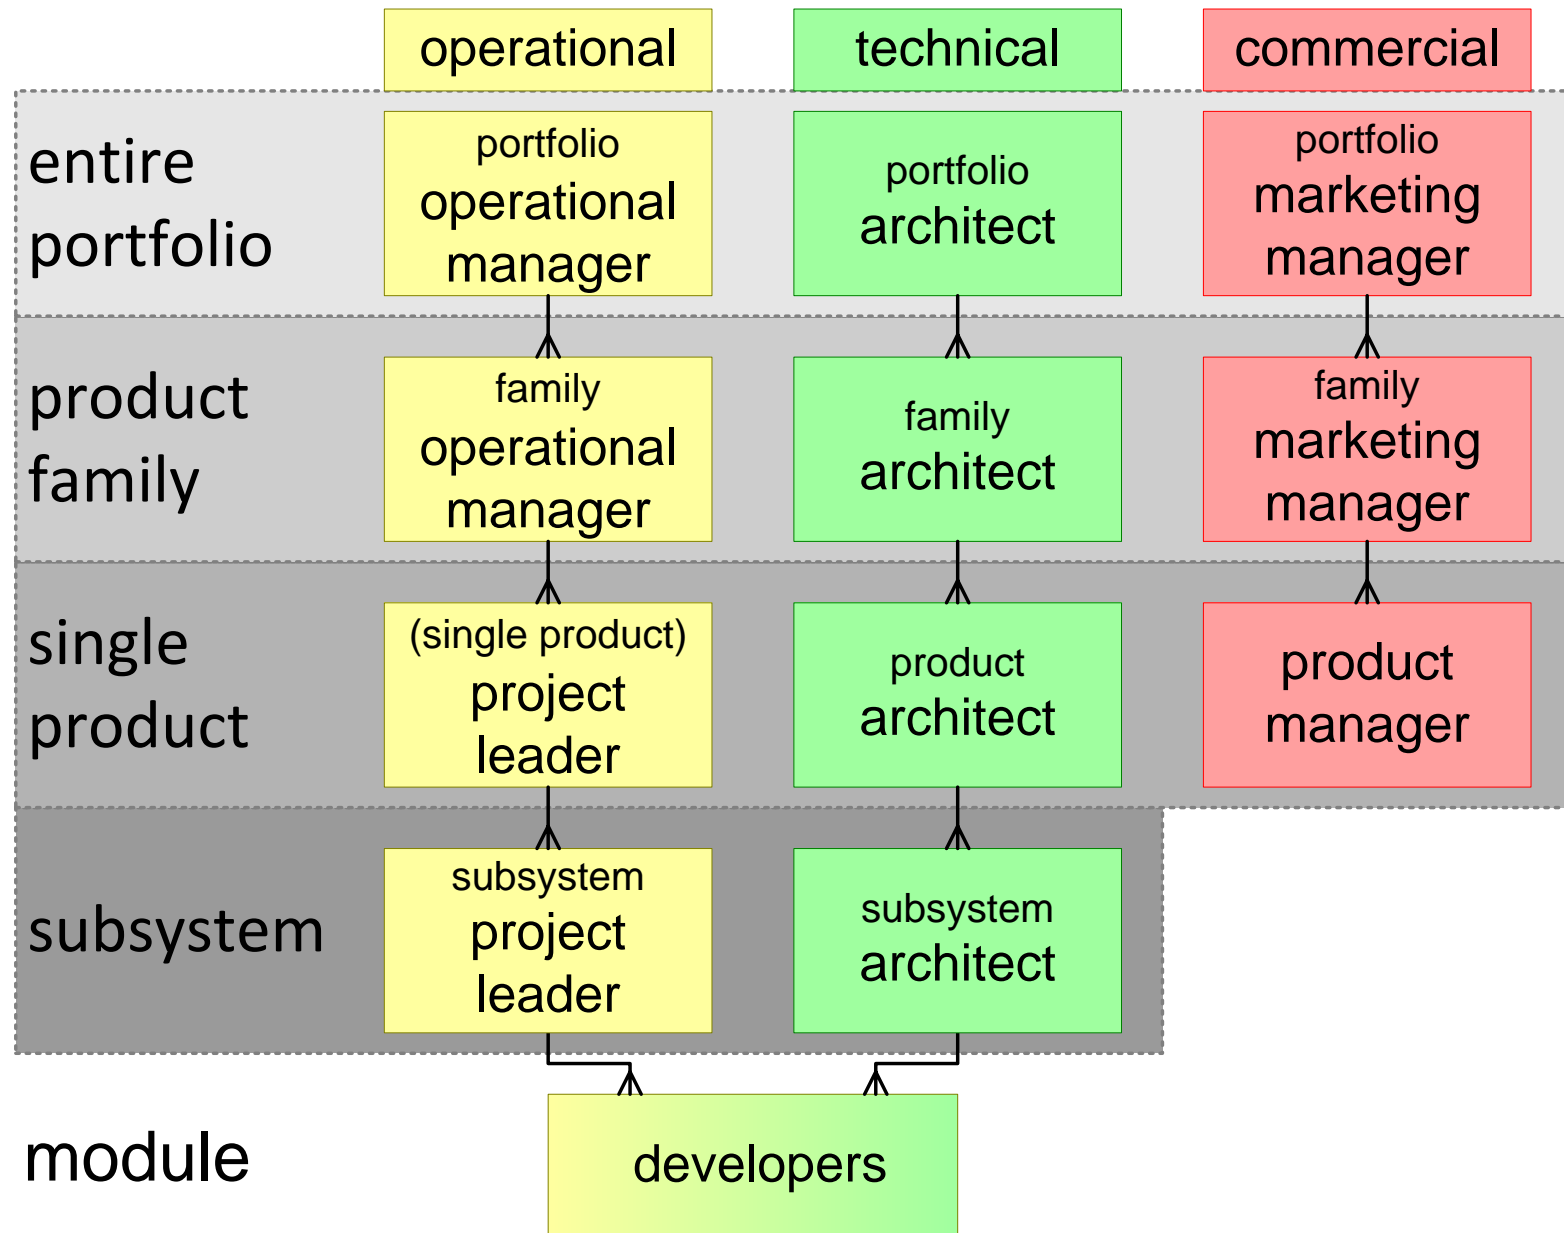 operational
technical
commercial
entire
portfolio
portfolio
operational
manager
portfolio
architect
portfolio
marketing
manager
product
family
family
operational
manager
family
architect
family
marketing
manager
single
product
(single product)
project
leader
product
architect
product
manager
subsystem
subsystem
project
leader
subsystem
architect
module
developers